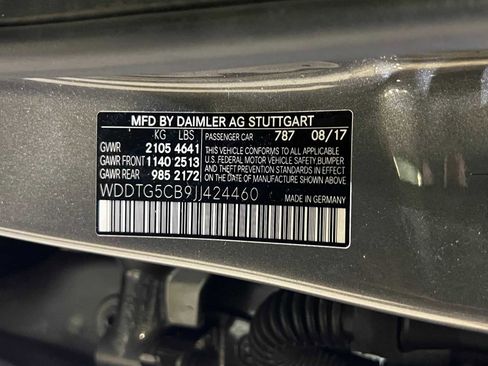 MFD BY DAIMLER AG STUTTGART
KG LBS PASSENGER CAR 787 08/17
GVWR 2105 4641 THIS VEHICLE CONFORMS TO ALL APPLICABLE
GAWR FRONT 1140 2513 U.S. FEDERAL MOTOR VEHICLE SAFETY, BUMPER
GAWR REAR 985 2172 AND THEFT PREVENTION STANDARDS IN EFFECT
ON THE DATE OF MANUFACTURE SHOWN ABOVE.
WDDTG5CB9JJ424460 MADE IN GERMANY